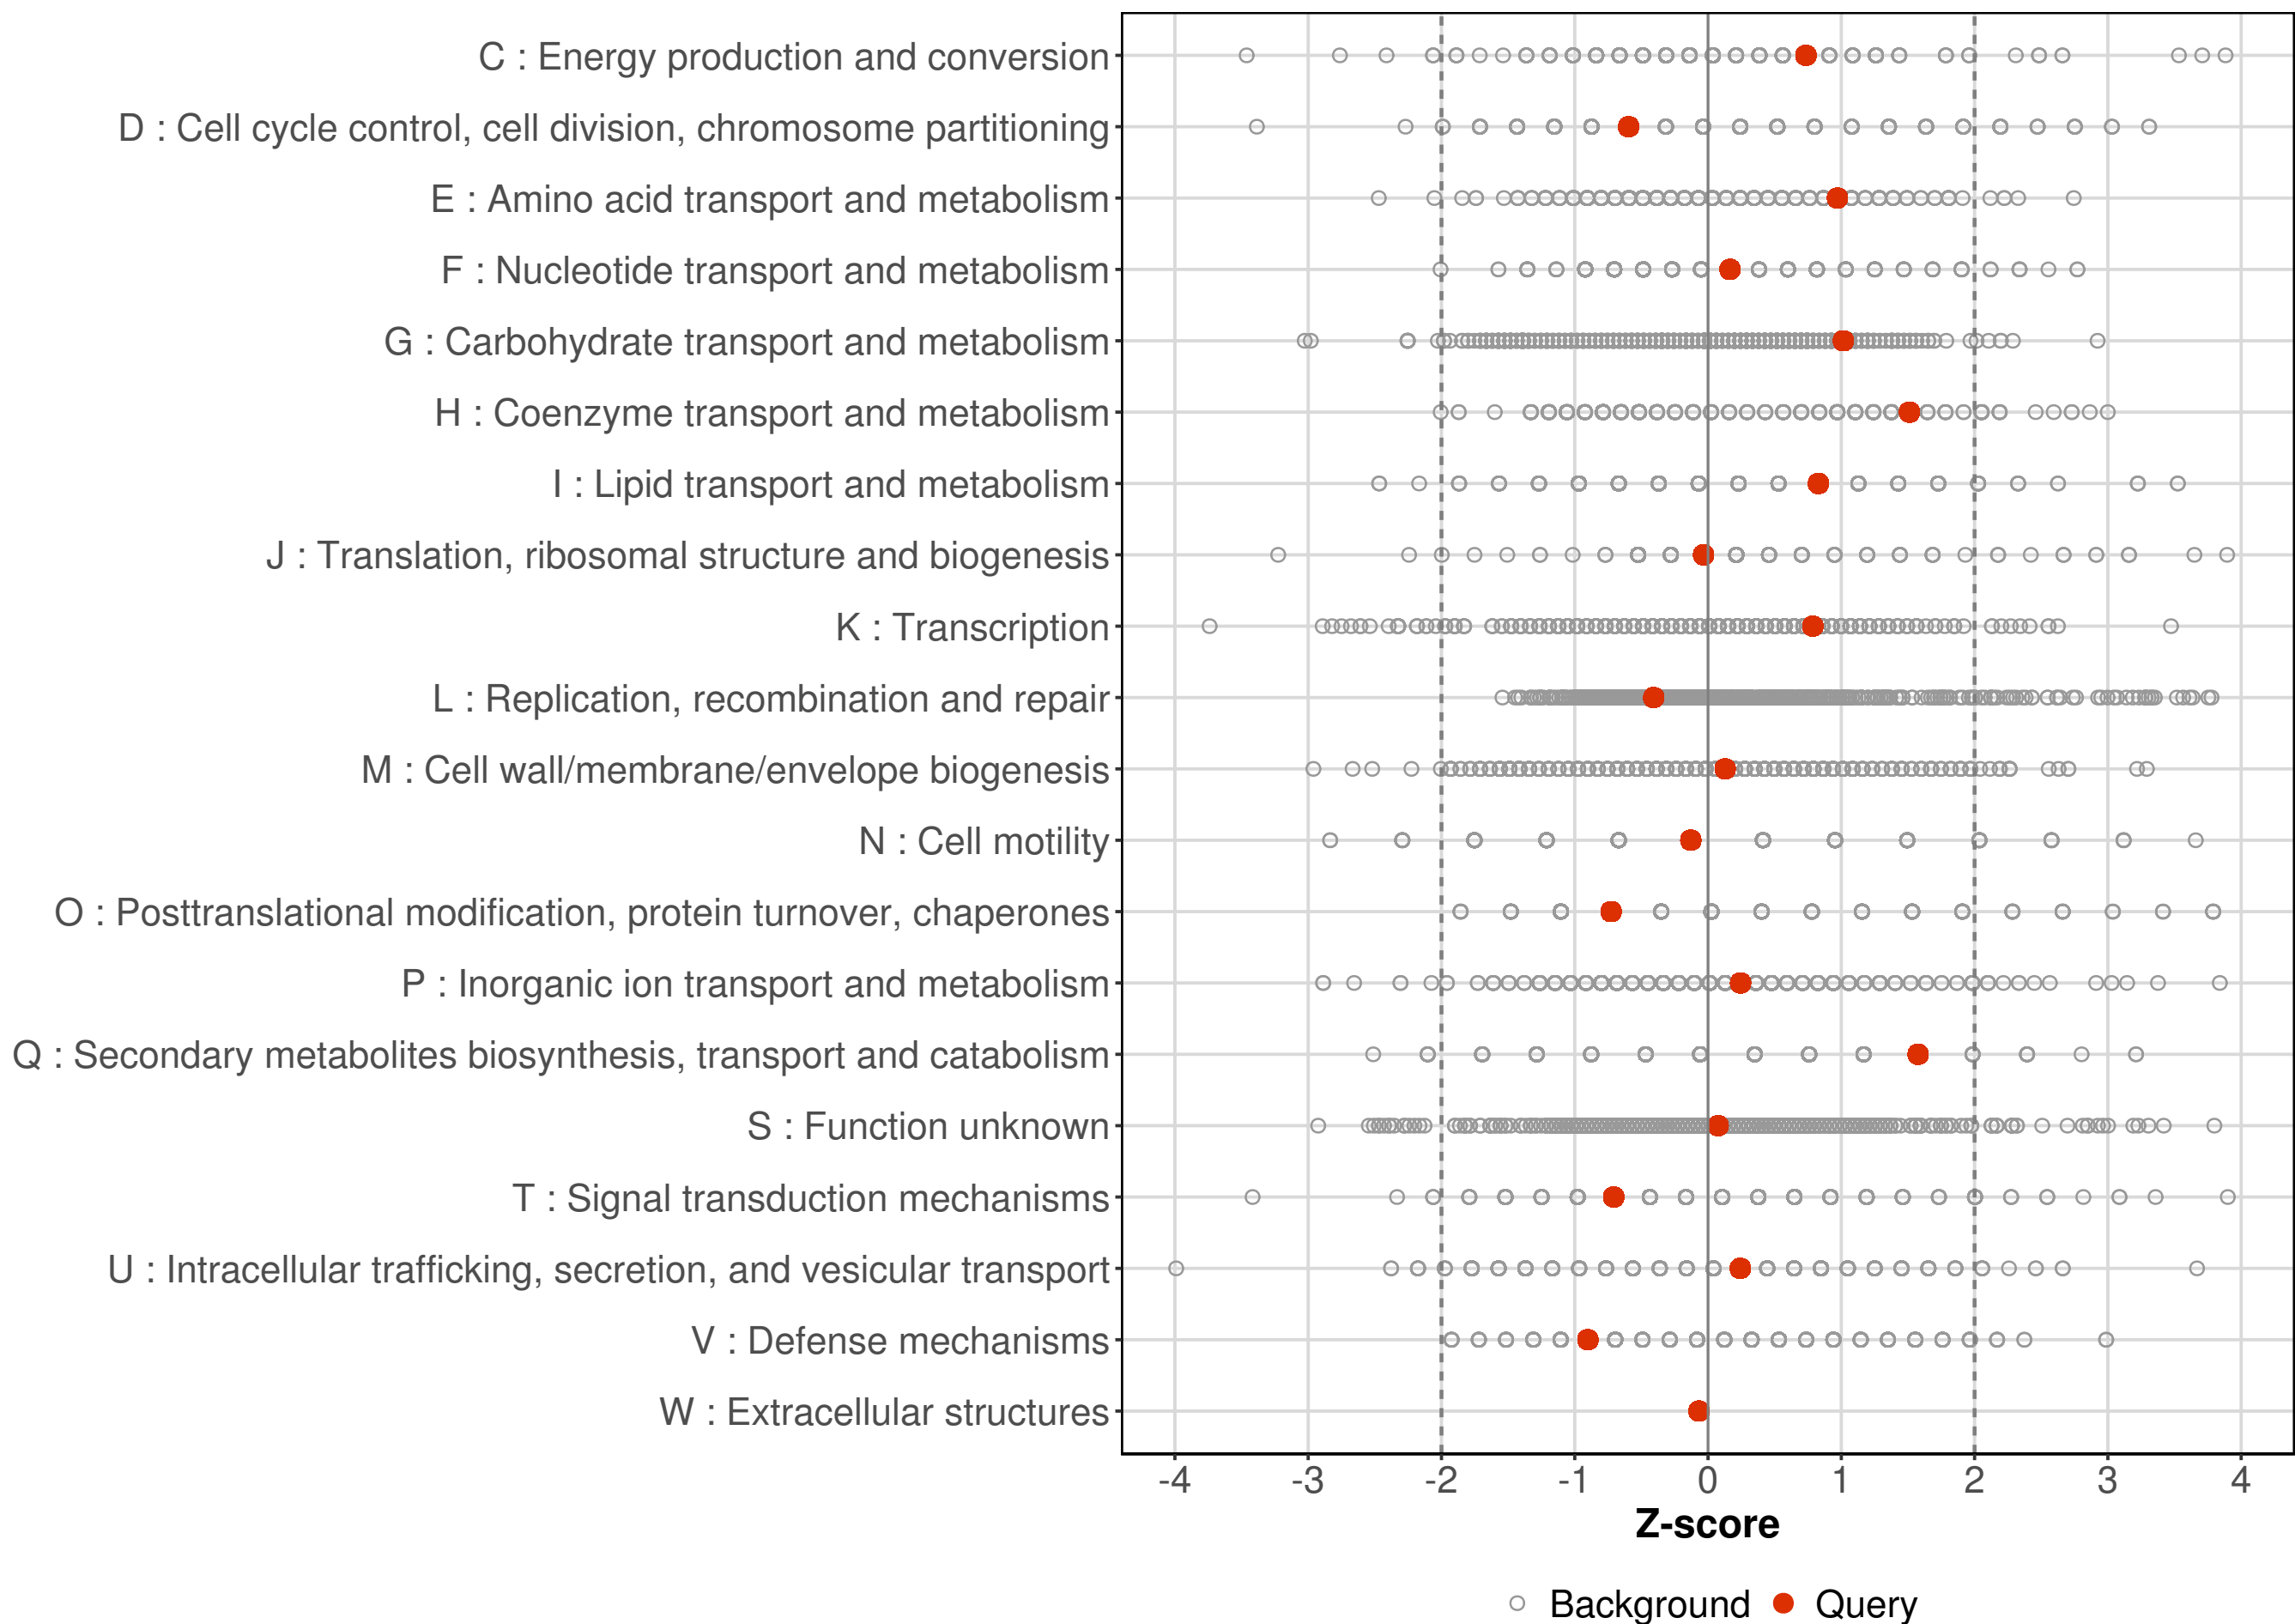 C : Energy production and conversion
D : Cell cycle control, cell division, chromosome partitioning
E : Amino acid transport and metabolism
F : Nucleotide transport and metabolism
G : Carbohydrate transport and metabolism
H : Coenzyme transport and metabolism
I : Lipid transport and metabolism
J : Translation, ribosomal structure and biogenesis
K : Transcription
L : Replication, recombination and repair
M : Cell wall/membrane/envelope biogenesis
N : Cell motility
O : Posttranslational modification, protein turnover, chaperones
P : Inorganic ion transport and metabolism
Q : Secondary metabolites biosynthesis, transport and catabolism
S : Function unknown
T : Signal transduction mechanisms
U : Intracellular trafficking, secretion, and vesicular transport
V : Defense mechanisms
W : Extracellular structures
-4 -3 -2 -1 0 1 2 3 4
Z-score
Background Query